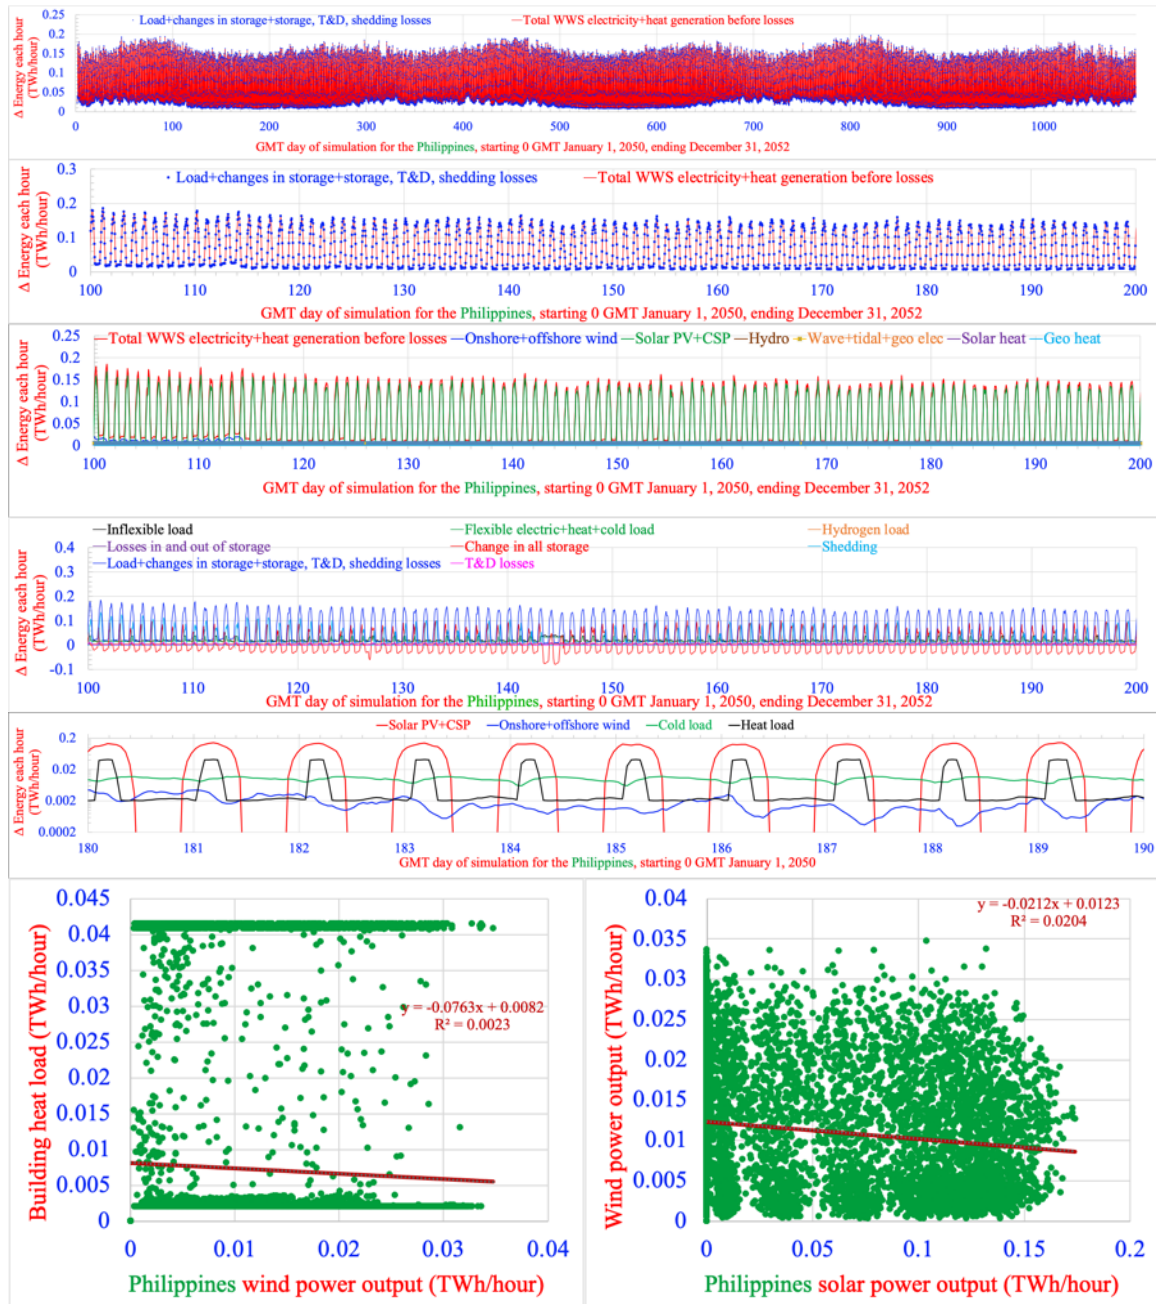 Load+changes in storage+storage, T&D, shedding losses
Total WWS electricity+heat generation before losses
Δ Energy each hour
(TWh/hour)
0.2
0.15
0.1
0.05
0
0 100 200 300 400 500 600 700 800 900 1000
GMT day of simulation for the Philippines, starting 0 GMT January 1, 2050, ending December 31, 2052
Load+changes in storage+storage, T&D, shedding losses
Total WWS electricity+heat generation before losses
Δ Energy each hour
(TWh/hour)
0.3
0.2
0.1
0
100 110 120 130 140 150 160 170 180 190 200
GMT day of simulation for the Philippines, starting 0 GMT January 1, 2050, ending December 31, 2052
Total WWS electricity+heat generation before losses
Onshore+offshore wind
Solar PV+CSP
Hydro
Wave+tidal+geo elec
Solar heat
Geo heat
Δ Energy each hour
(TWh/hour)
0.25
0.2
0.15
0.1
0.05
0
100 110 120 130 140 150 160 170 180 190 200
GMT day of simulation for the Philippines, starting 0 GMT January 1, 2050, ending December 31, 2052
Inflexible load
Flexible electric+heat+cold load
Hydrogen load
Losses in and out of storage
Change in all storage
Shedding
Load+changes in storage+storage, T&D, shedding losses
T&D losses
Δ Energy each hour
(TWh/hour)
0.4
0.3
0.2
0.1
0
-0.1
100 110 120 130 140 150 160 170 180 190 200
GMT day of simulation for the Philippines, starting 0 GMT January 1, 2050, ending December 31, 2052
Solar PV+CSP
Onshore+offshore wind
Cold load
Heat load
Δ Energy each hour
(TWh/hour)
0.2
0.02
0.002
0.0002
180 181 182 183 184 185 186 187 188 189 190
GMT day of simulation for the Philippines, starting 0 GMT January 1, 2050
Building heat load (TWh/hour)
0.045
0.04
0.035
0.03
0.025
0.02
0.015
0.01
0.005
0
y = -0.0763x + 0.0082
R² = 0.0023
0 0.01 0.02 0.03 0.04
Philippines wind power output (TWh/hour)
Wind power output (TWh/hour)
0.04
0.035
0.03
0.025
0.02
0.015
0.01
0.005
0
y = -0.0212x + 0.0123
R² = 0.0204
0 0.05 0.1 0.15 0.2
Philippines solar power output (TWh/hour)